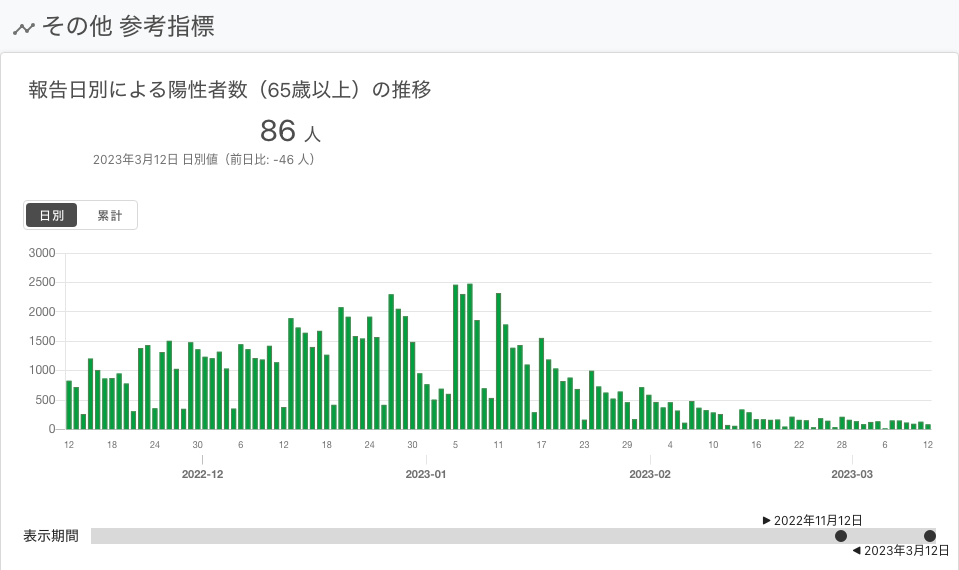 その他 参考指標
報告日別による陽性者数（65歳以上）の推移
86 人
2023年3月12日 日別値（前日比: -46 人）
日別 累計
3000
2500
2000
1500
1000
500
0
12 18 24 30 6 12 18 24 30 5 11 17 23 29 4 10 16 22 28 6 12
2022-12 2023-01 2023-02 2023-03
▶ 2022年11月12日
表示期間
◀ 2023年3月12日